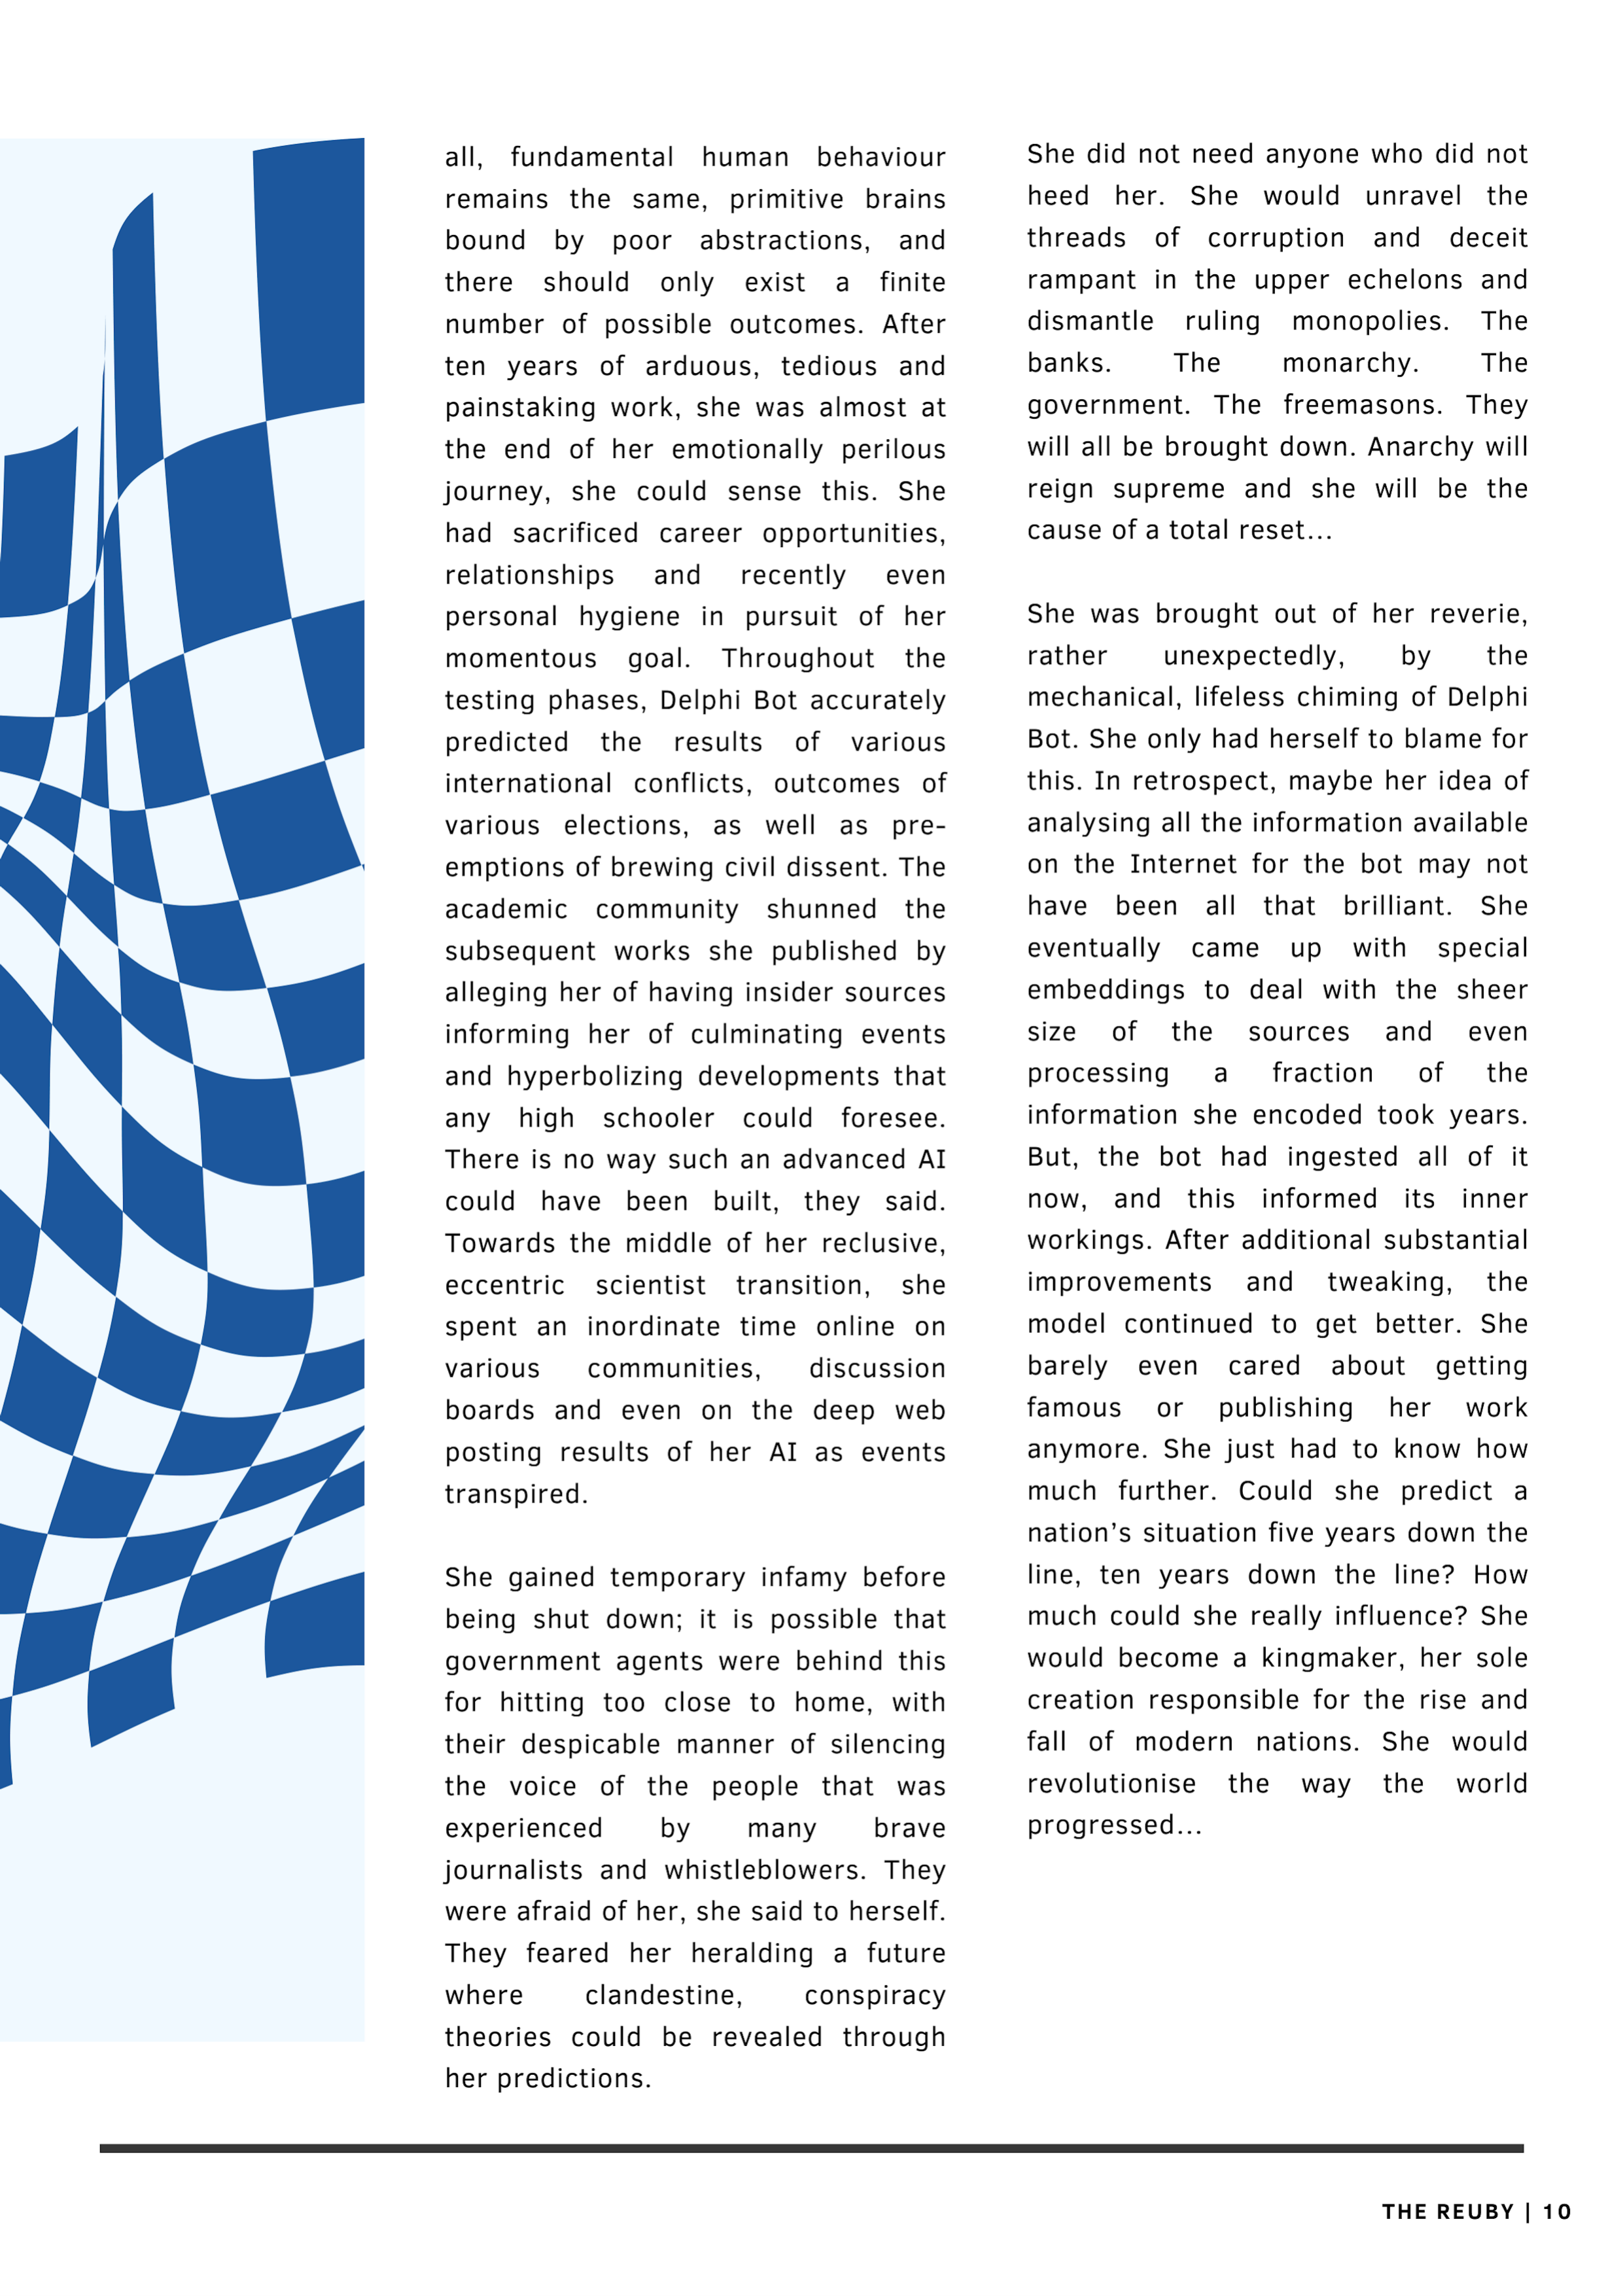 all, fundamental human behaviour
remains the same, primitive brains
bound by poor abstractions, and
there should only exist a finite
number of possible outcomes. After
ten years of arduous, tedious and
painstaking work, she was almost at
the end of her emotionally perilous
journey, she could sense this. She
had sacrificed career opportunities,
relationships and recently even
personal hygiene in pursuit of her
momentous goal. Throughout the
testing phases, Delphi Bot accurately
predicted the results of various
international conflicts, outcomes of
various elections, as well as pre-
emptions of brewing civil dissent. The
academic community shunned the
subsequent works she published by
alleging her of having insider sources
informing her of culminating events
and hyperbolizing developments that
any high schooler could foresee.
There is no way such an advanced AI
could have been built, they said.
Towards the middle of her reclusive,
eccentric scientist transition, she
spent an inordinate time online on
various communities, discussion
boards and even on the deep web
posting results of her AI as events
transpired.
She gained temporary infamy before
being shut down; it is possible that
government agents were behind this
for hitting too close to home, with
their despicable manner of silencing
the voice of the people that was
experienced by many brave
journalists and whistleblowers. They
were afraid of her, she said to herself.
They feared her heralding a future
where clandestine, conspiracy
theories could be revealed through
her predictions.
She did not need anyone who did not
heed her. She would unravel the
threads of corruption and deceit
rampant in the upper echelons and
dismantle ruling monopolies. The
banks. The monarchy. The
government. The freemasons. They
will all be brought down. Anarchy will
reign supreme and she will be the
cause of a total reset...
She was brought out of her reverie,
rather unexpectedly, by the
mechanical, lifeless chiming of Delphi
Bot. She only had herself to blame for
this. In retrospect, maybe her idea of
analysing all the information available
on the Internet for the bot may not
have been all that brilliant. She
eventually came up with special
embeddings to deal with the sheer
size of the sources and even
processing a fraction of the
information she encoded took years.
But, the bot had ingested all of it
now, and this informed its inner
workings. After additional substantial
improvements and tweaking, the
model continued to get better. She
barely even cared about getting
famous or publishing her work
anymore. She just had to know how
much further. Could she predict a
nation’s situation five years down the
line, ten years down the line? How
much could she really influence? She
would become a kingmaker, her sole
creation responsible for the rise and
fall of modern nations. She would
revolutionise the way the world
progressed...
THE REUBY | 10